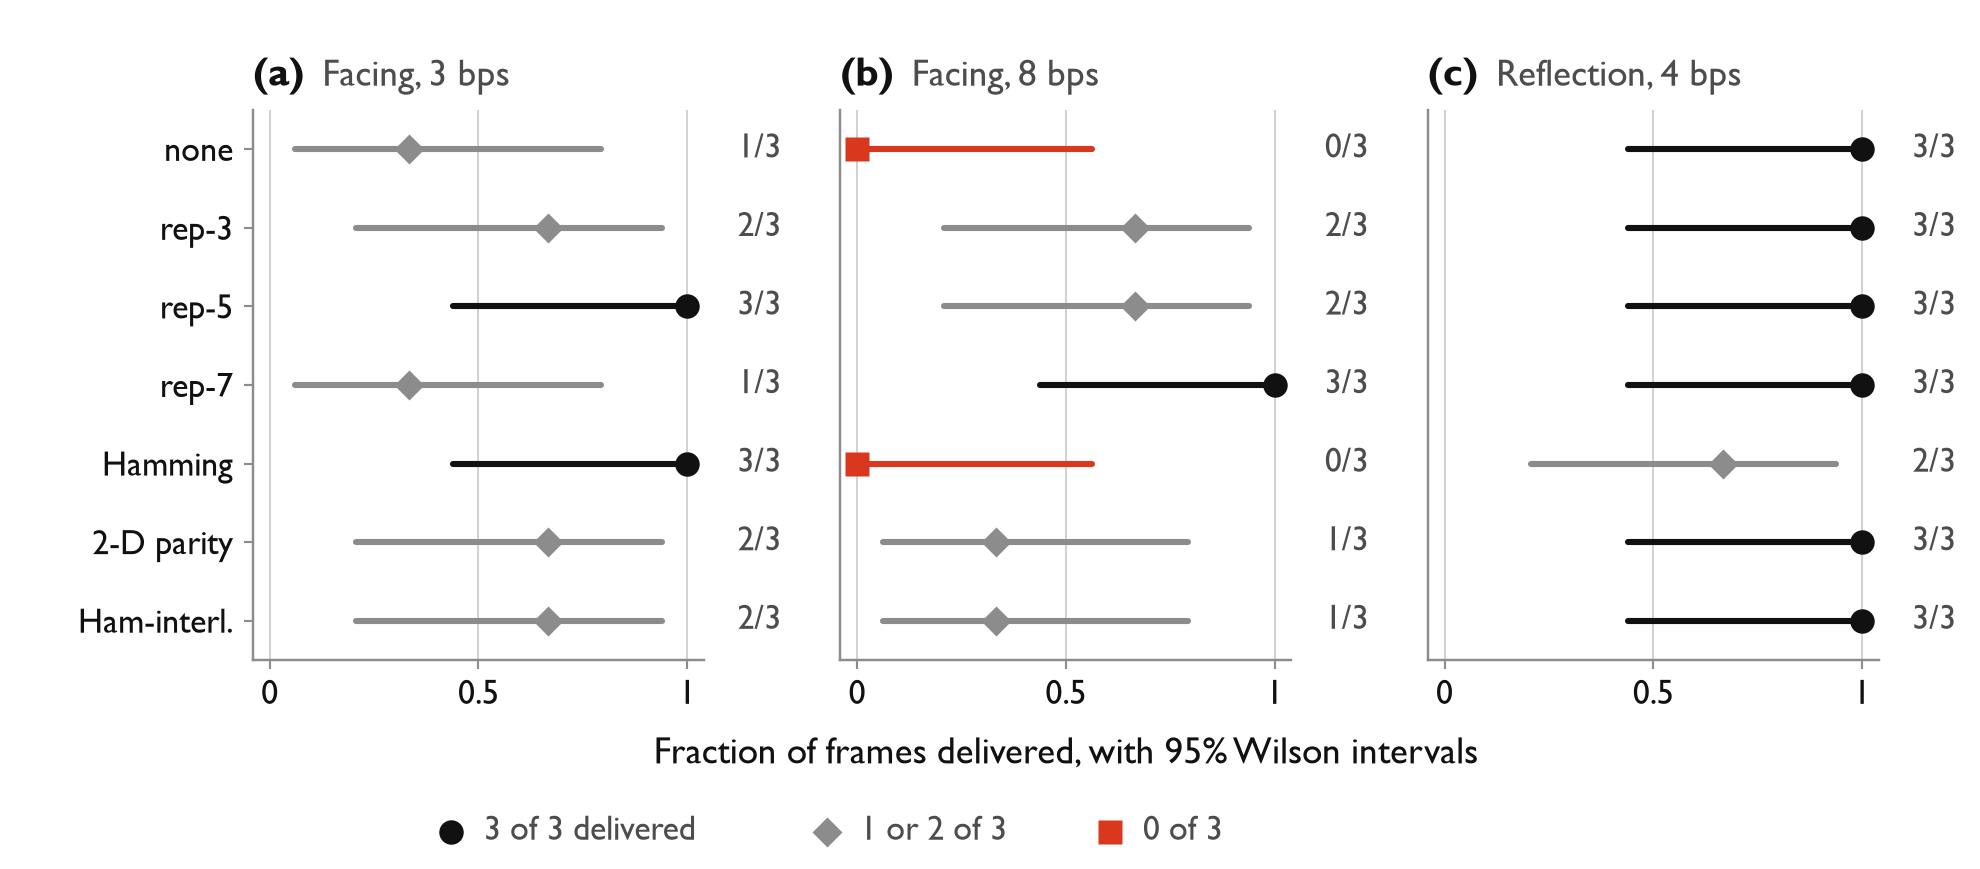 (a) Facing, 3 bps
(b) Facing, 8 bps
(c) Reflection, 4 bps
none 1/3 0/3 3/3
rep-3 2/3 2/3 3/3
rep-5 3/3 2/3 3/3
rep-7 1/3 3/3 3/3
Hamming 3/3 0/3 2/3
2-D parity 2/3 1/3 3/3
Ham-interl. 2/3 1/3 3/3
0 0.5 1 0 0.5 1 0 0.5 1
Fraction of frames delivered, with 95% Wilson intervals
3 of 3 delivered 1 or 2 of 3 0 of 3